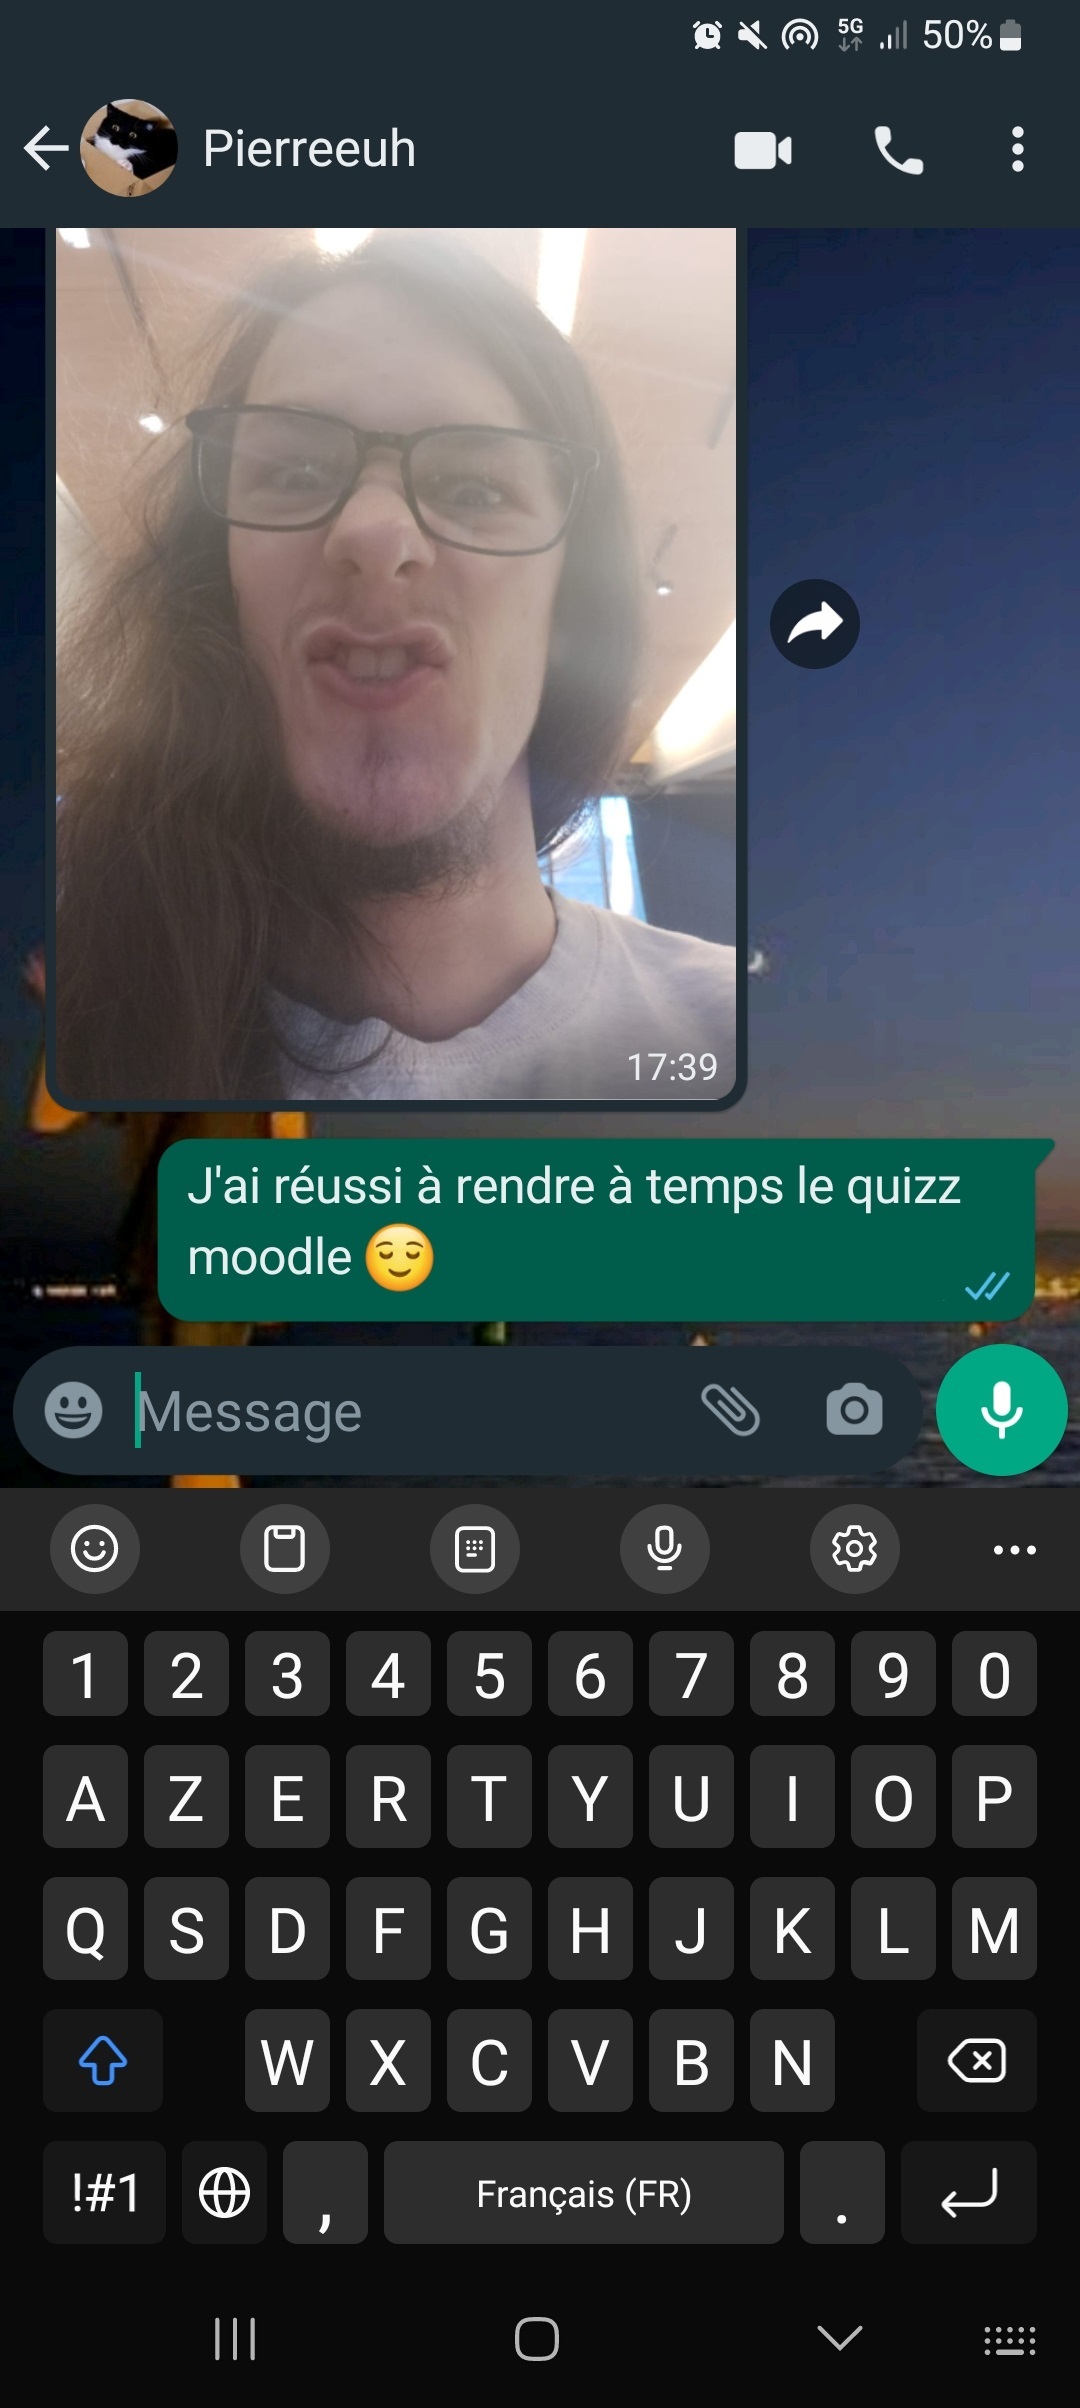 5G 50%
Pierreeuh
17:39
J'ai réussi à rendre à temps le quizz
moodle 😌
Message
1 2 3 4 5 6 7 8 9 0
A Z E R T Y U I O P
Q S D F G H J K L M
W X C V B N
!#1 , Français (FR) .